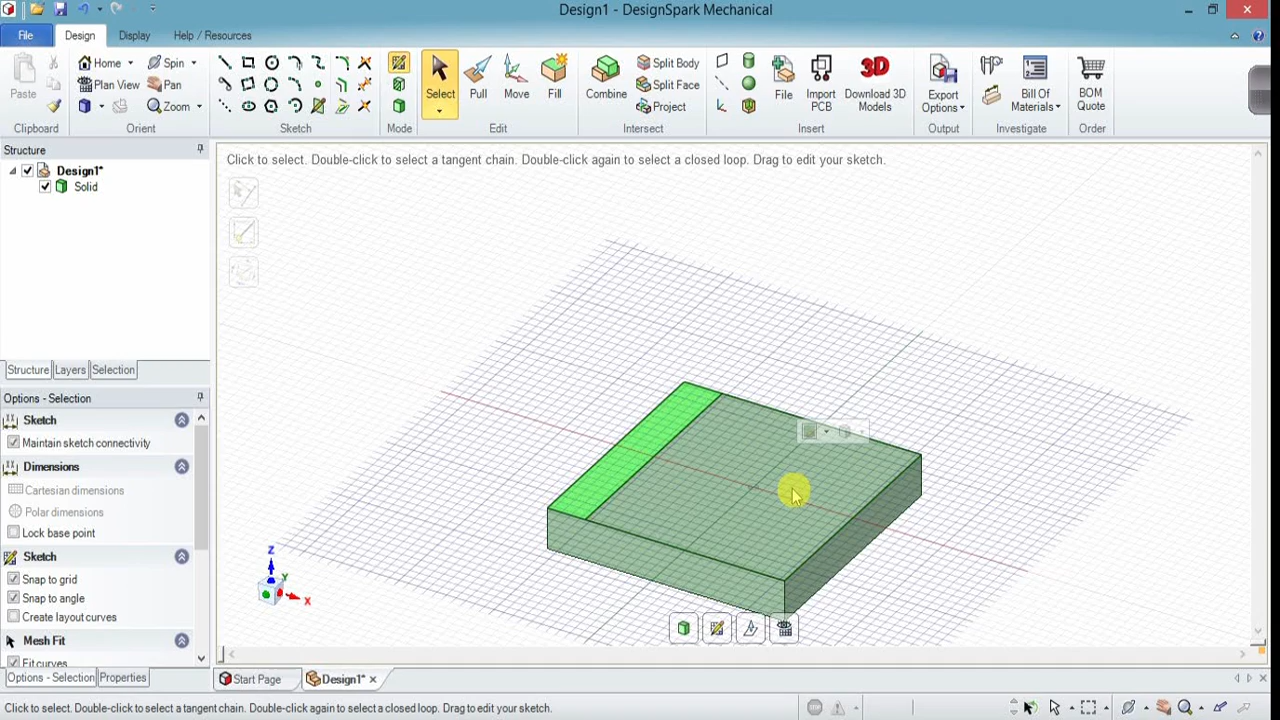 Design1 - DesignSpark Mechanical
File Design Display Help / Resources
Paste
Home Spin
Plan View Pan
Zoom
Select Pull Move Fill
Combine
Split Body
Split Face
Project
File
Import PCB
3D
Download 3D Models
Export Options
Bill Of Materials
BOM Quote
Clipboard Orient Sketch Mode Edit Intersect Insert Output Investigate Order
Structure
Design1*
Solid
Structure Layers Selection
Options - Selection
Sketch
Maintain sketch connectivity
Dimensions
Cartesian dimensions
Polar dimensions
Lock base point
Sketch
Snap to grid
Snap to angle
Create layout curves
Mesh Fit
Fit curves
Options - Selection Properties
Click to select. Double-click to select a tangent chain. Double-click again to select a closed loop. Drag to edit your sketch.
Z
Y
X
Start Page Design1*
Click to select. Double-click to select a tangent chain. Double-click again to select a closed loop. Drag to edit your sketch.